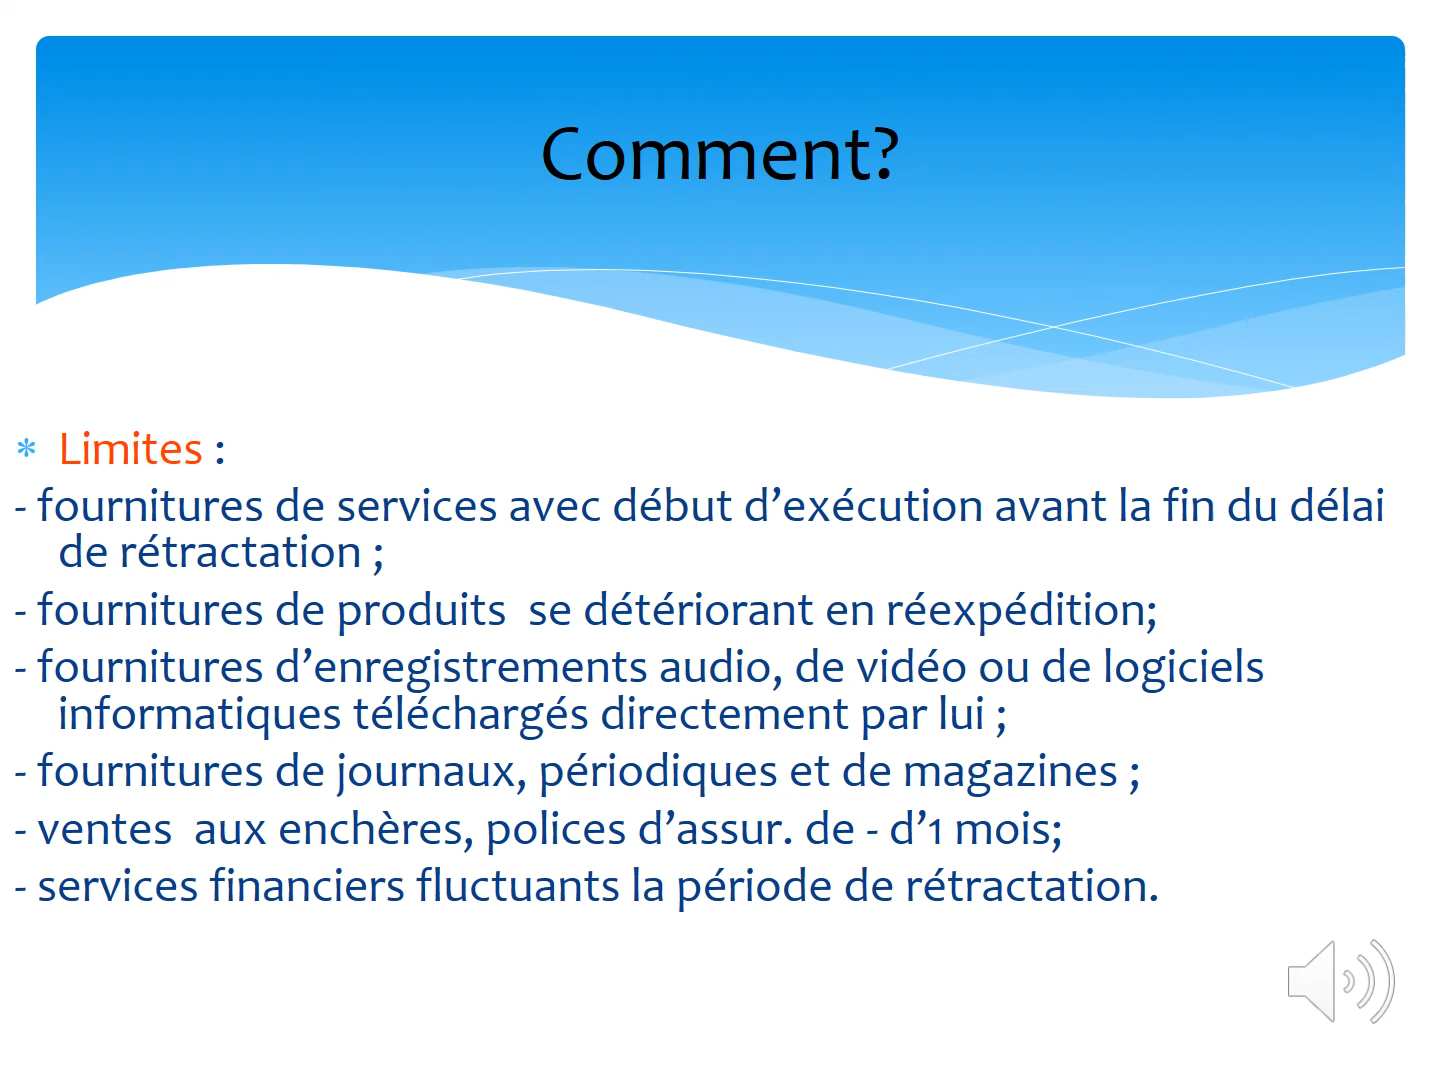 Comment?
* Limites :
- fournitures de services avec début d’exécution avant la fin du délai
de rétractation ;
- fournitures de produits  se détériorant en réexpédition;
- fournitures d’enregistrements audio, de vidéo ou de logiciels
informatiques téléchargés directement par lui ;
- fournitures de journaux, périodiques et de magazines ;
- ventes  aux enchères, polices d’assur. de - d’1 mois;
- services financiers fluctuants la période de rétractation.